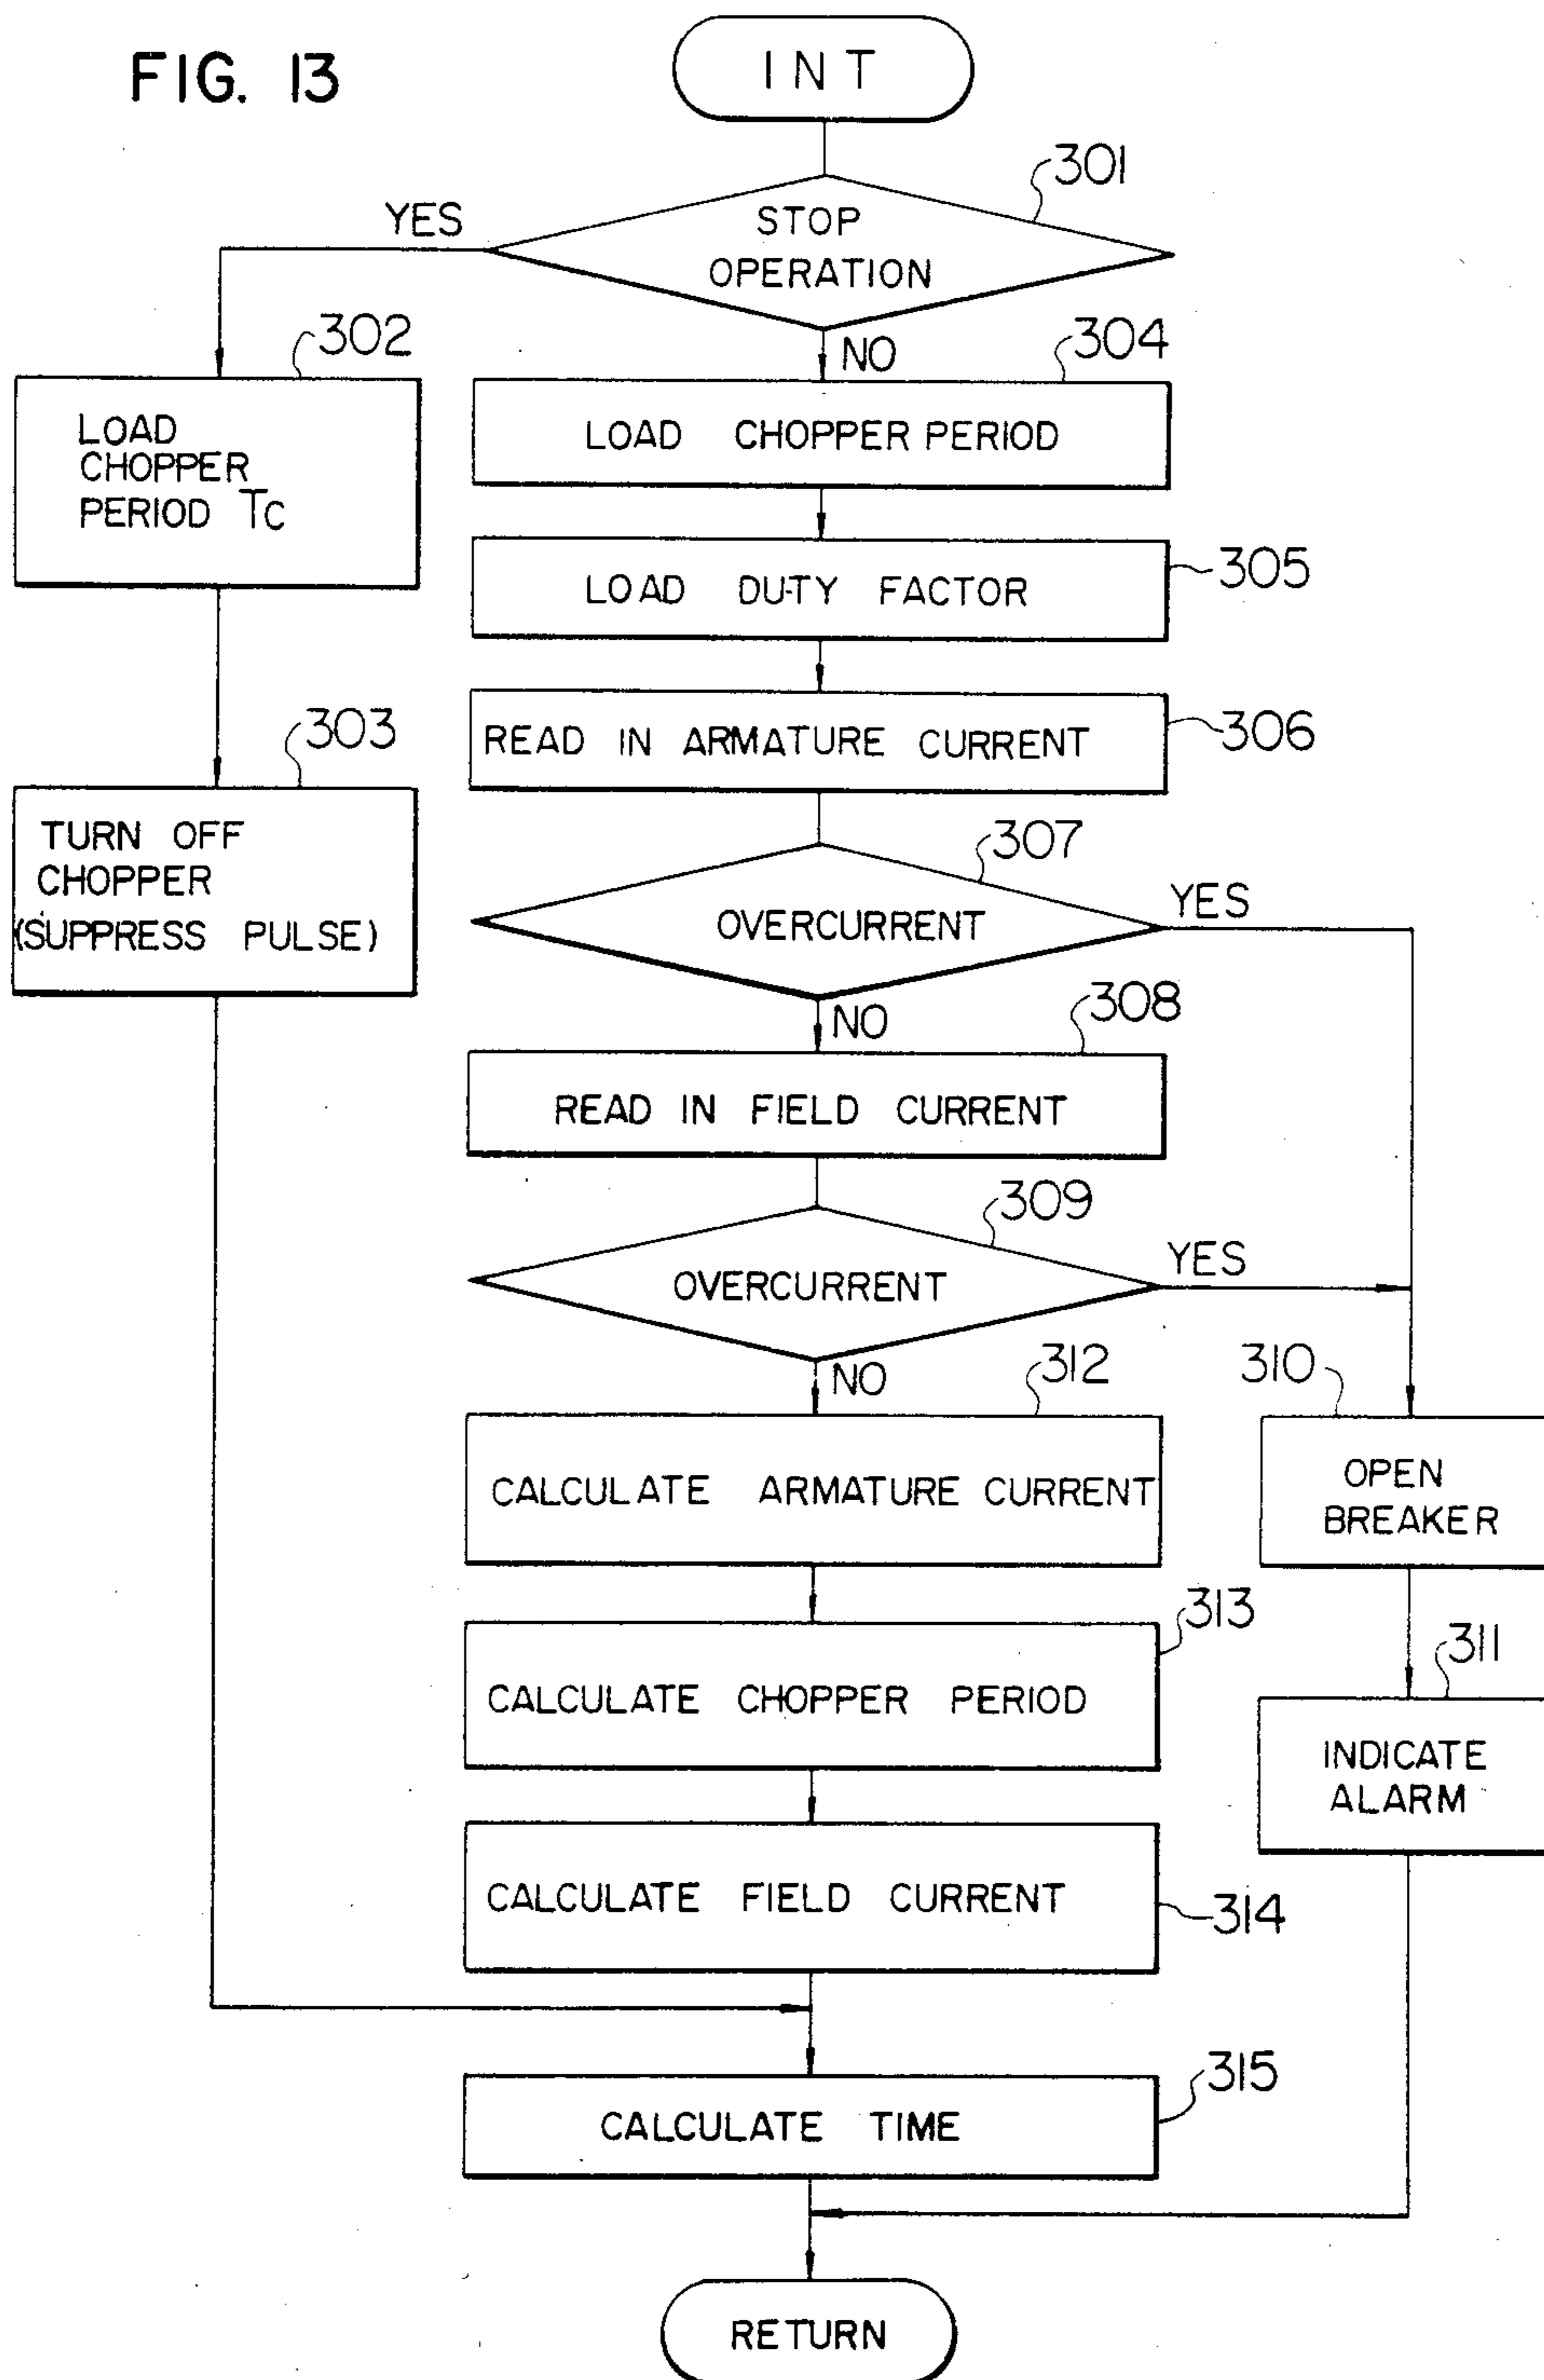 FIG. 13
INT
301
STOP
OPERATION
YES
NO
302
LOAD
CHOPPER
PERIOD Tc
303
TURN OFF
CHOPPER
(SUPPRESS PULSE)
304
LOAD CHOPPER PERIOD
305
LOAD DUTY FACTOR
306
READ IN ARMATURE CURRENT
307
OVERCURRENT
YES
NO
308
READ IN FIELD CURRENT
309
OVERCURRENT
YES
NO
310
OPEN
BREAKER
311
INDICATE
ALARM
312
CALCULATE ARMATURE CURRENT
313
CALCULATE CHOPPER PERIOD
314
CALCULATE FIELD CURRENT
315
CALCULATE TIME
RETURN